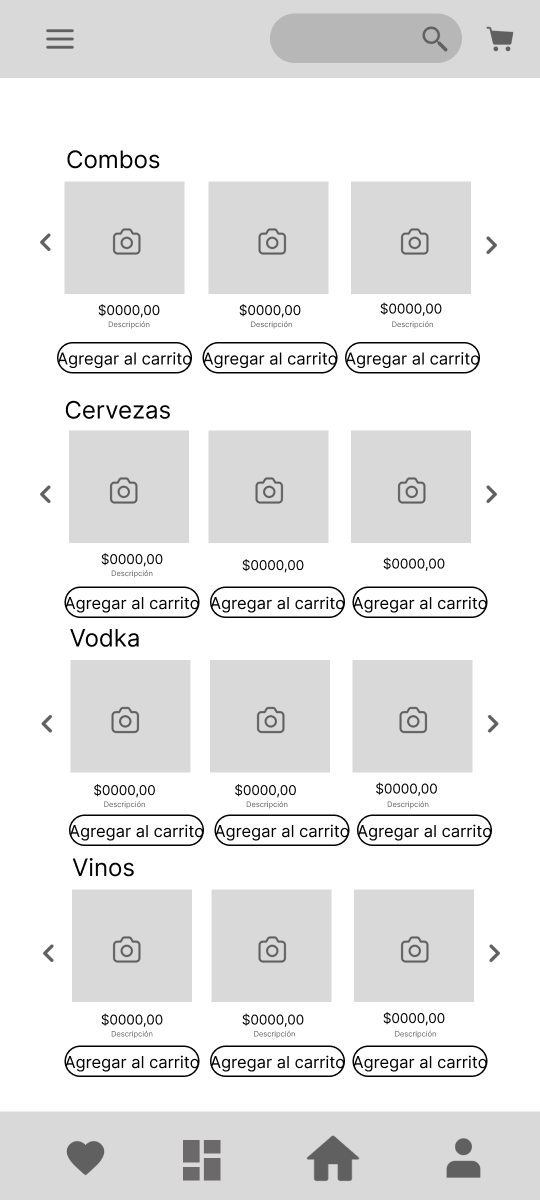 Combos
$0000,00 $0000,00 $0000,00
Descripción Descripción Descripción
Agregar al carrito Agregar al carrito Agregar al carrito
Cervezas
$0000,00 $0000,00 $0000,00
Descripción
Agregar al carrito Agregar al carrito Agregar al carrito
Vodka
$0000,00 $0000,00 $0000,00
Descripción Descripción Descripción
Agregar al carrito Agregar al carrito Agregar al carrito
Vinos
$0000,00 $0000,00 $0000,00
Descripción Descripción Descripción
Agregar al carrito Agregar al carrito Agregar al carrito